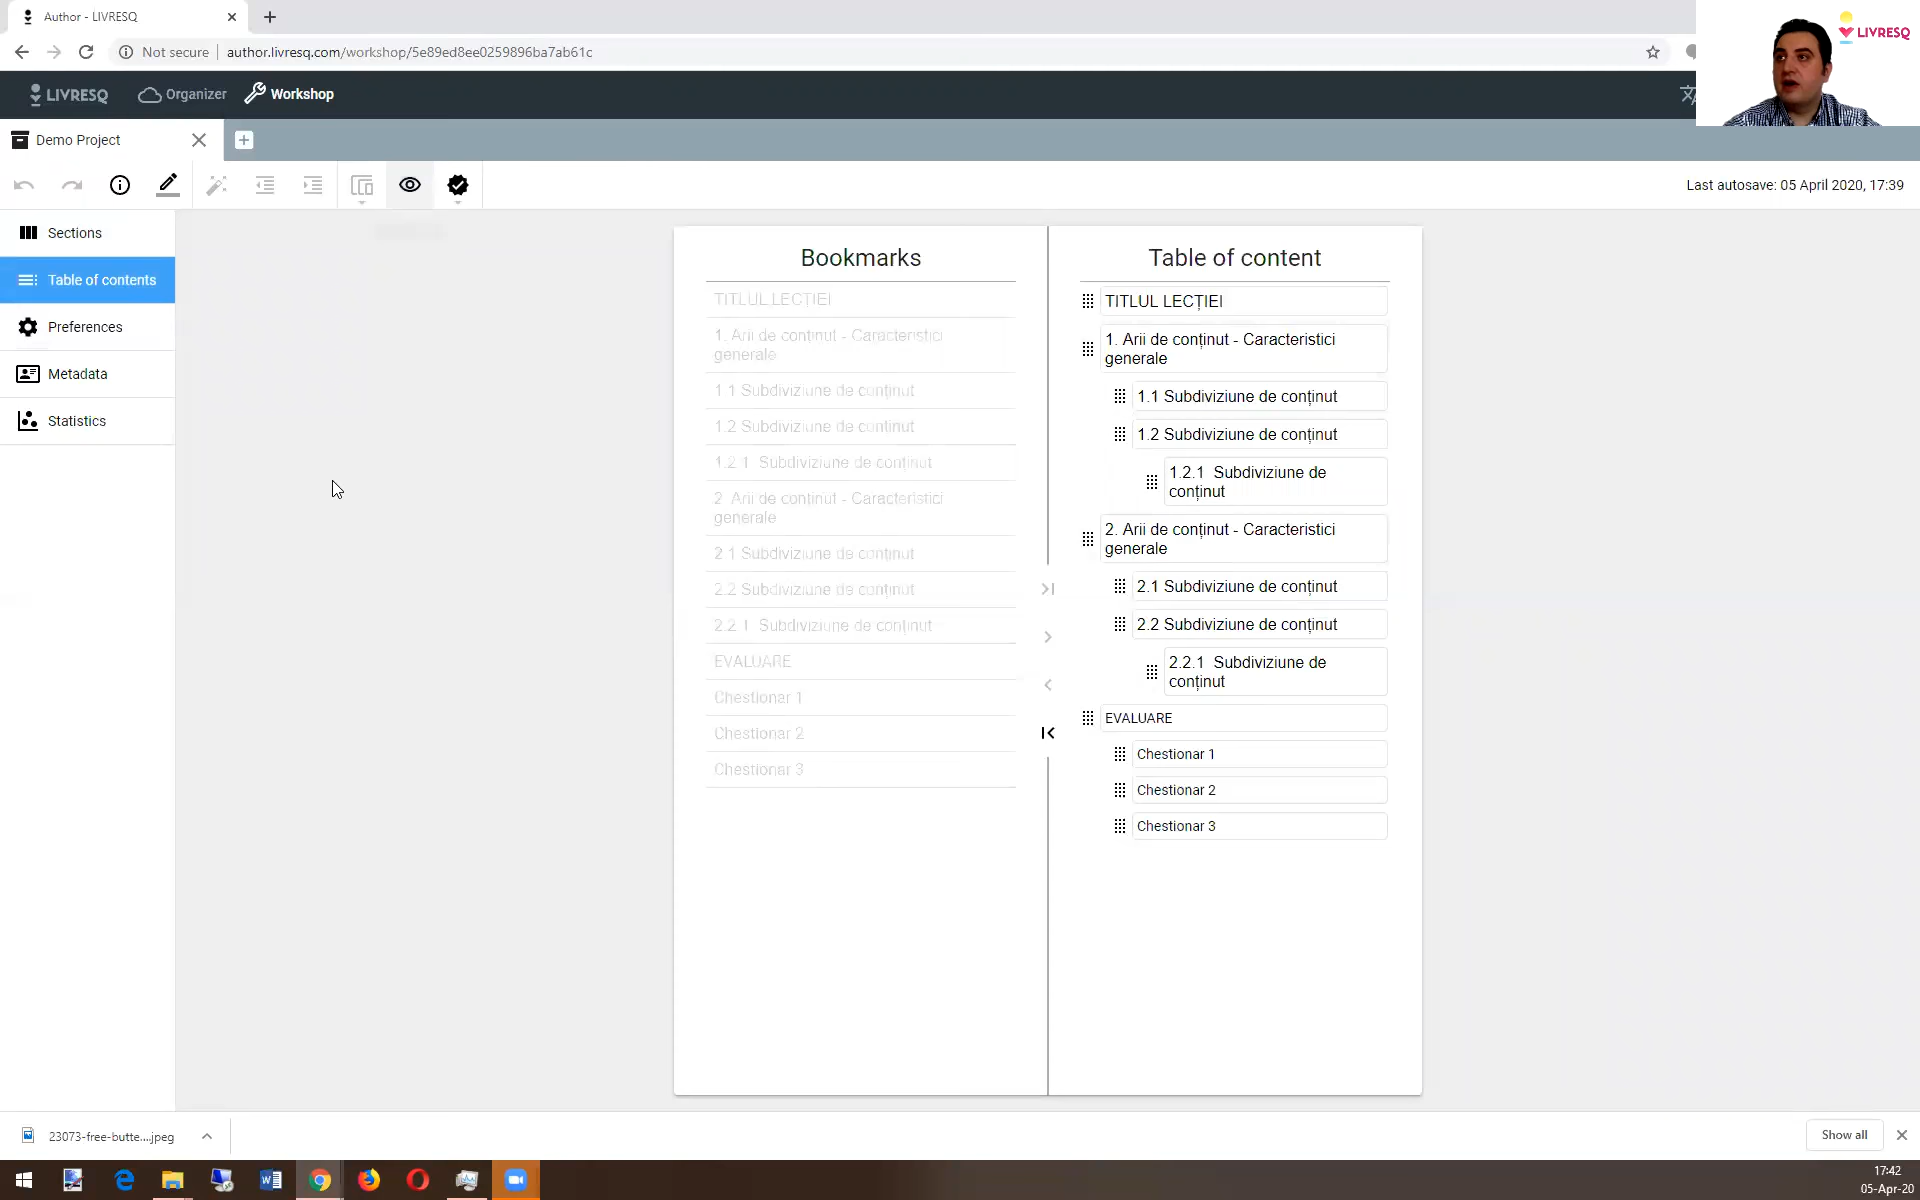 Author - LIVRESQ
Not secure
author.livresq.com/workshop/5e89ed8ee0259896ba7ab61c
LIVRESQ
LIVRESQ
Organizer
Workshop
Demo Project
Last autosave: 05 April 2020, 17:39
Sections
Table of contents
Preferences
Metadata
Statistics
Bookmarks
TITLUL LECȚIEI
1. Arii de conținut - Caracteristici
generale
1.1 Subdiviziune de conținut
1.2 Subdiviziune de conținut
1.2.1 Subdiviziune de conținut
2. Arii de conținut - Caracteristici
generale
2.1 Subdiviziune de conținut
2.2 Subdiviziune de conținut
2.2.1 Subdiviziune de conținut
EVALUARE
Chestionar 1
Chestionar 2
Chestionar 3
Table of content
TITLUL LECȚIEI
1. Arii de conținut - Caracteristici
generale
1.1 Subdiviziune de conținut
1.2 Subdiviziune de conținut
1.2.1 Subdiviziune de
conținut
2. Arii de conținut - Caracteristici
generale
2.1 Subdiviziune de conținut
2.2 Subdiviziune de conținut
2.2.1 Subdiviziune de
conținut
EVALUARE
Chestionar 1
Chestionar 2
Chestionar 3
23073-free-butte....jpeg
Show all
17:42
05-Apr-20